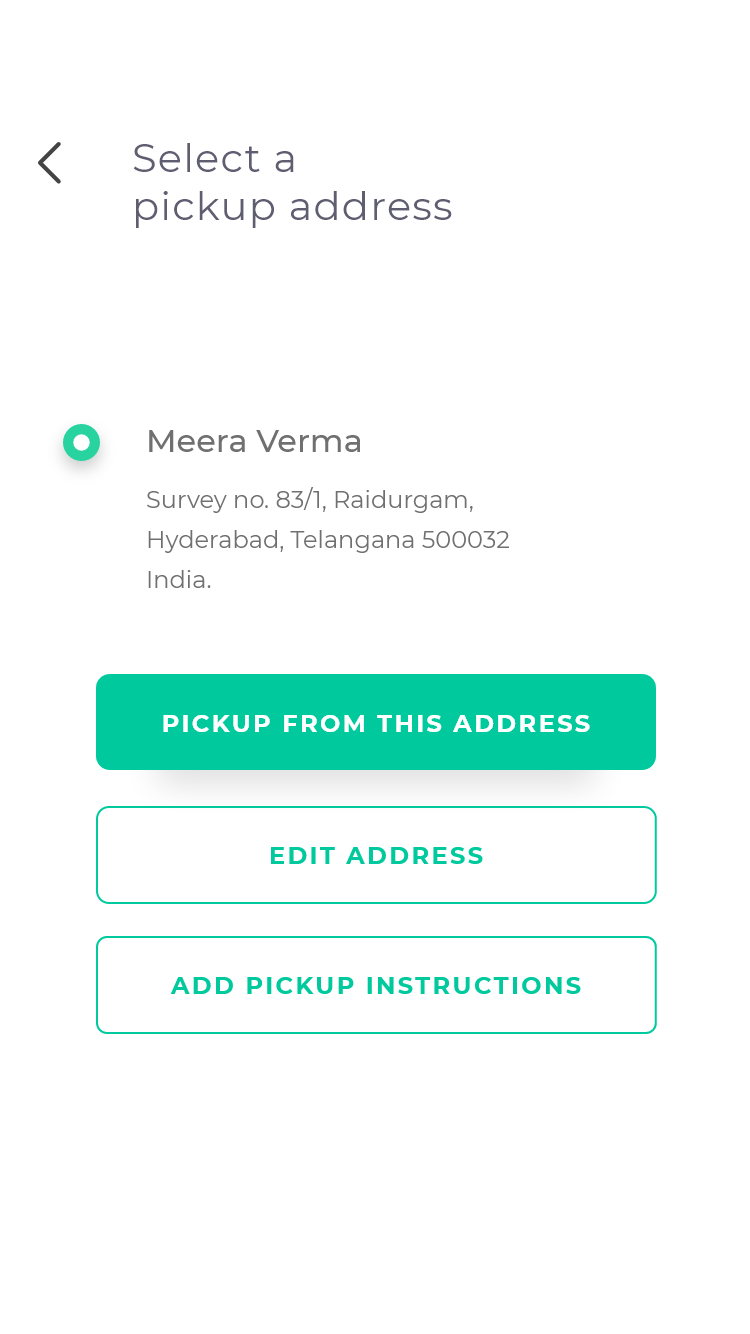 Select a
pickup address
Meera Verma
Survey no. 83/1, Raidurgam,
Hyderabad, Telangana 500032
India.
PICKUP FROM THIS ADDRESS
EDIT ADDRESS
ADD PICKUP INSTRUCTIONS